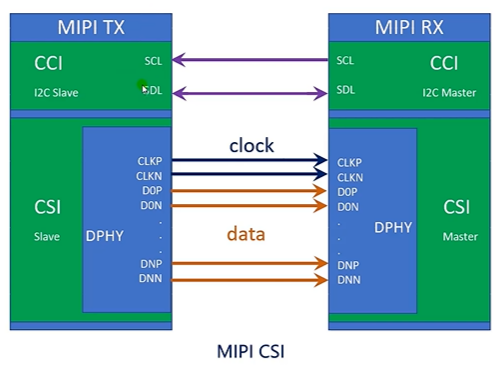 MIPI TX
MIPI RX
CCI
SCL
I2C Slave
SDL
SCL
CCI
SDL
I2C Master
clock
CLKP
CLKN
D0P
D0N
.
.
.
CSI
Slave
DPHY
DNP
DNN
data
CLKP
CLKN
D0P
D0N
.
.
.
DPHY
CSI
Master
DNP
DNN
MIPI CSI